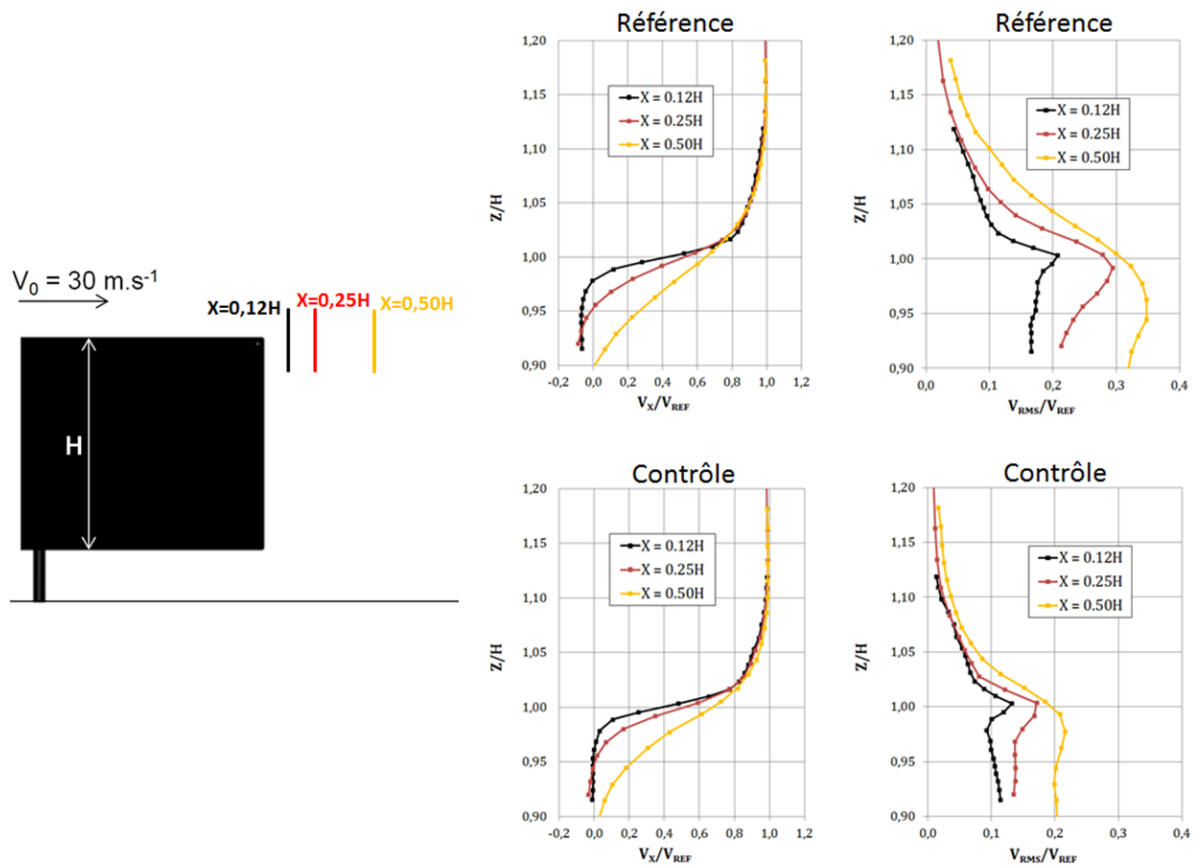 V₀ = 30 m.s⁻¹
X=0,12H
X=0,25H
X=0,50H
H
Référence
1,20
1,15
1,10
1,05
1,00
0,95
0,90
Z/H
X = 0.12H
X = 0.25H
X = 0.50H
-0,2 0,0 0,2 0,4 0,6 0,8 1,0 1,2
Vₓ/V_REF
Référence
1,20
1,15
1,10
1,05
1,00
0,95
0,90
Z/H
X = 0.12H
X = 0.25H
X = 0.50H
0,0 0,1 0,2 0,3 0,4
V_RMS/V_REF
Contrôle
1,20
1,15
1,10
1,05
1,00
0,95
0,90
Z/H
X = 0.12H
X = 0.25H
X = 0.50H
-0,2 0,0 0,2 0,4 0,6 0,8 1,0 1,2
Vₓ/V_REF
Contrôle
1,20
1,15
1,10
1,05
1,00
0,95
0,90
Z/H
X = 0.12H
X = 0.25H
X = 0.50H
0,0 0,1 0,2 0,3 0,4
V_RMS/V_REF